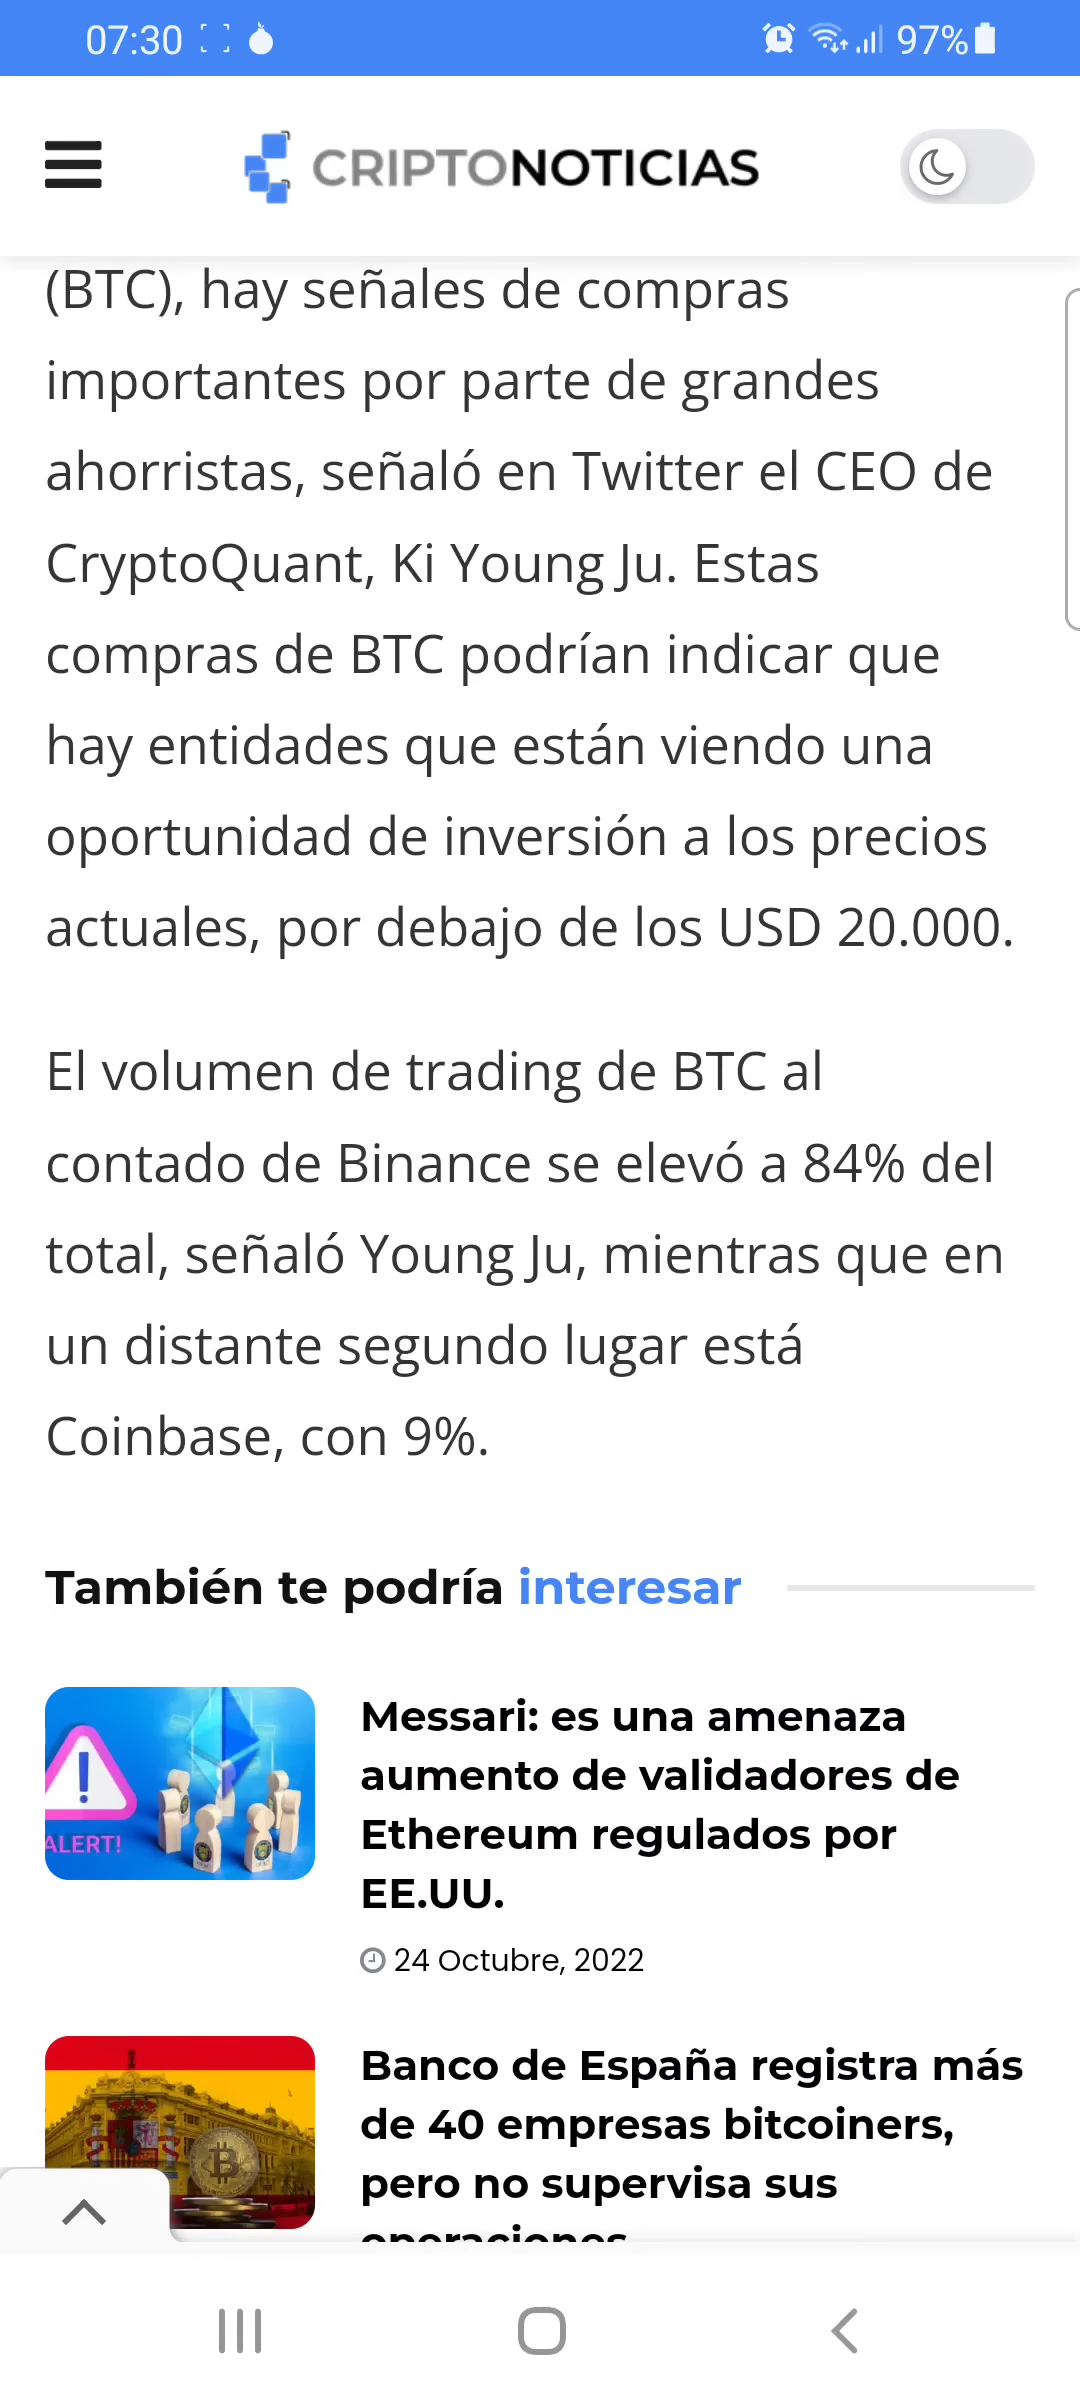 07:30
97%
CRIPTONOTICIAS
(BTC), hay señales de compras
importantes por parte de grandes
ahorristas, señaló en Twitter el CEO de
CryptoQuant, Ki Young Ju. Estas
compras de BTC podrían indicar que
hay entidades que están viendo una
oportunidad de inversión a los precios
actuales, por debajo de los USD 20.000.
El volumen de trading de BTC al
contado de Binance se elevó a 84% del
total, señaló Young Ju, mientras que en
un distante segundo lugar está
Coinbase, con 9%.
También te podría interesar
ALERT!
Messari: es una amenaza
aumento de validadores de
Ethereum regulados por
EE.UU.
24 Octubre, 2022
Banco de España registra más
de 40 empresas bitcoiners,
pero no supervisa sus
operaciones